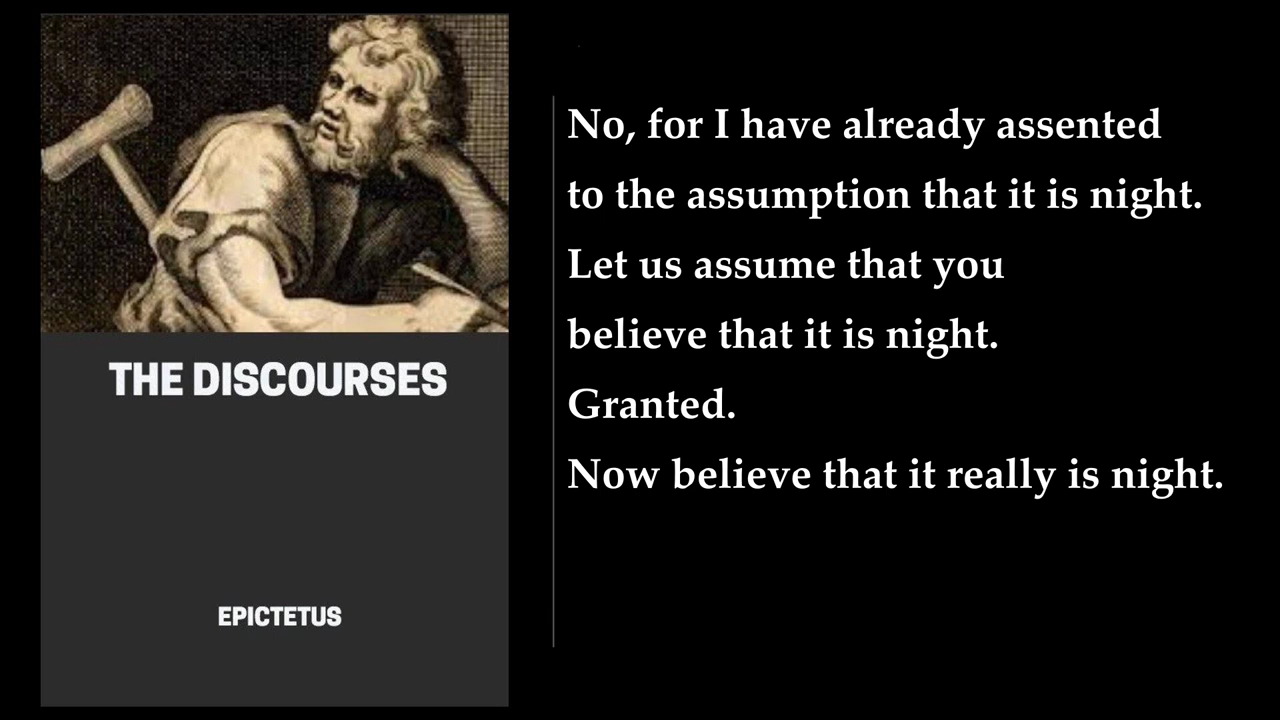 THE DISCOURSES
EPICTETUS
No, for I have already assented
to the assumption that it is night.
Let us assume that you
believe that it is night.
Granted.
Now believe that it really is night.